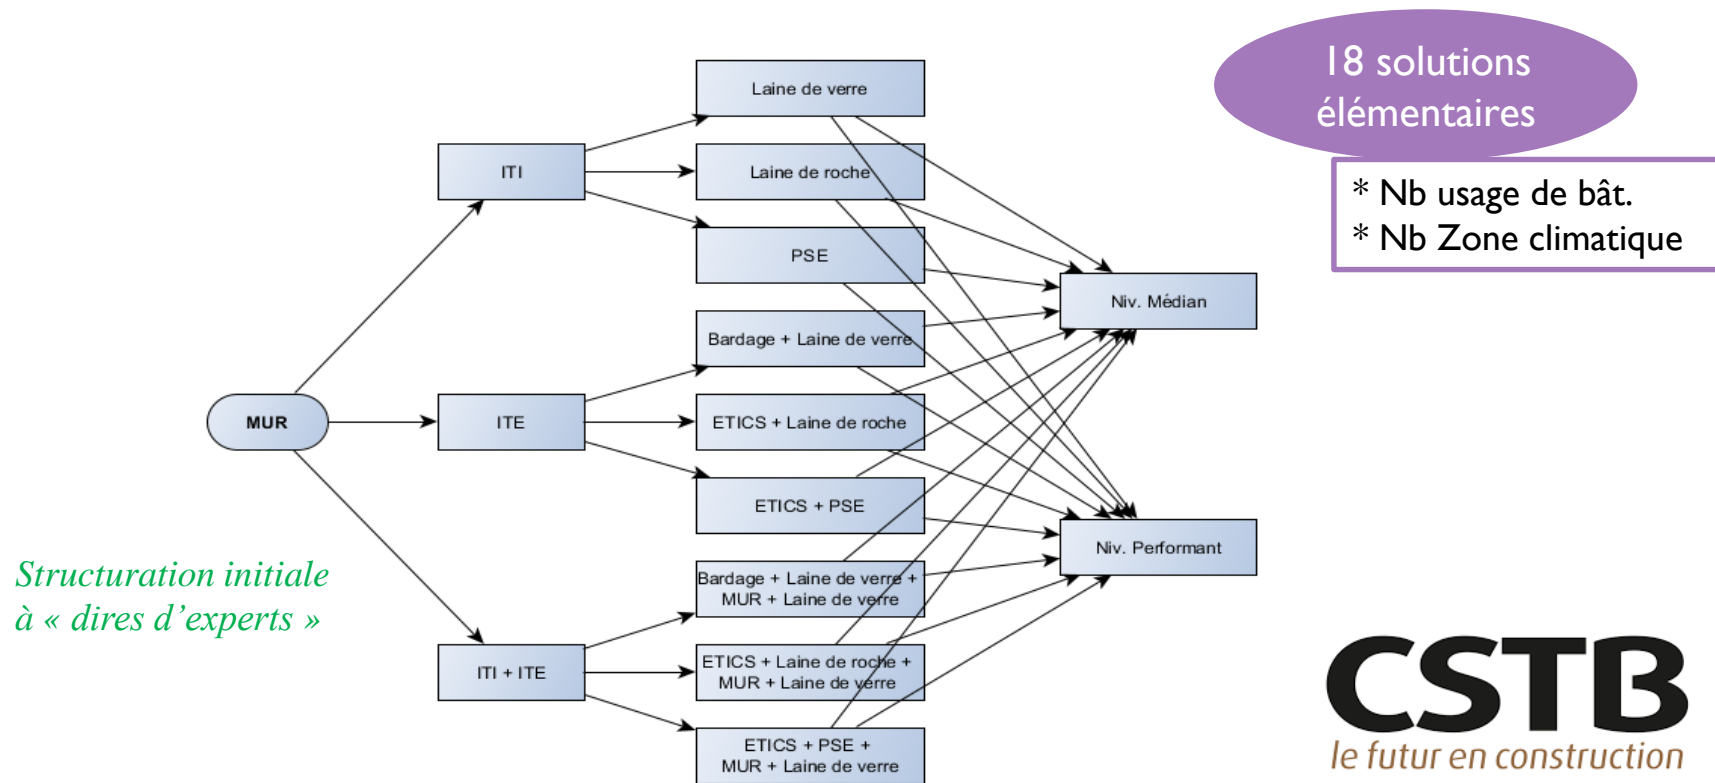 18 solutions
élémentaires
* Nb usage de bât.
* Nb Zone climatique
Laine de verre
ITI
Laine de roche
PSE
Niv. Médian
Bardage + Laine de verre
MUR
ITE
ETICS + Laine de roche
ETICS + PSE
Niv. Performant
Structuration initiale
à « dires d’experts »
Bardage + Laine de verre +
MUR + Laine de verre
ITI + ITE
ETICS + Laine de roche +
MUR + Laine de verre
ETICS + PSE +
MUR + Laine de verre
CSTB
le futur en construction